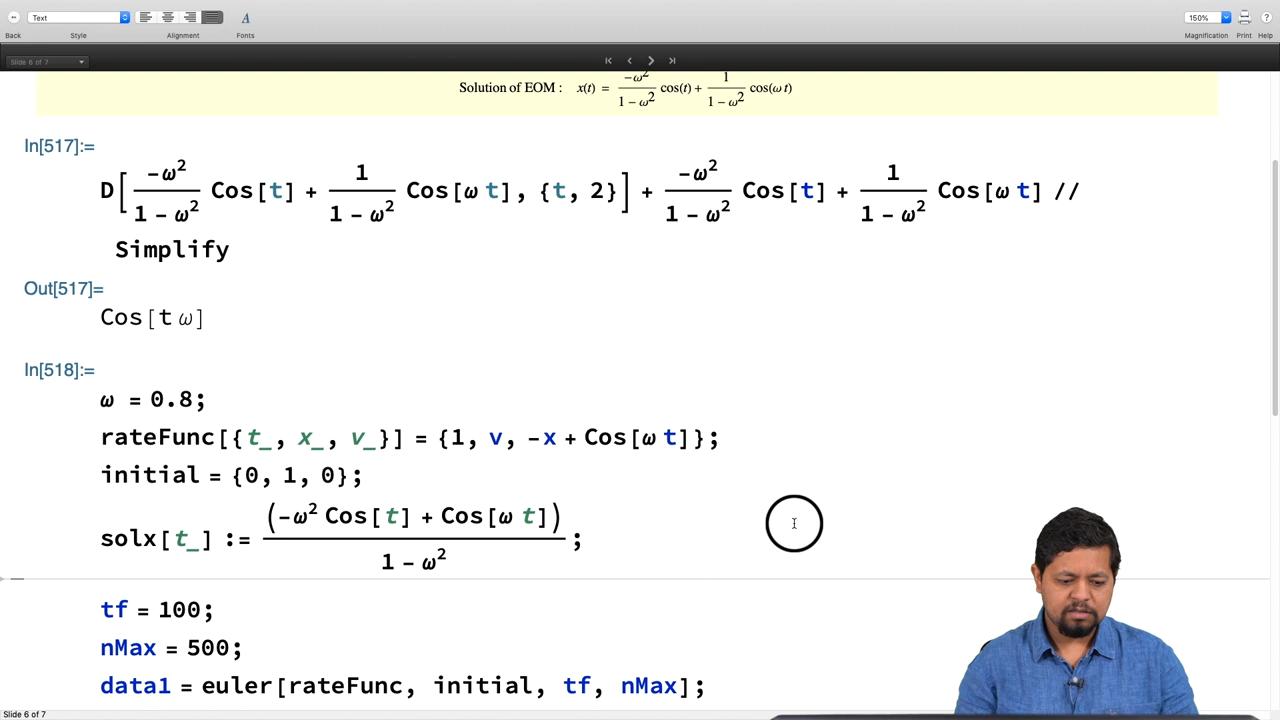 Text
150%
Back
Style
Alignment
A
Fonts
Magnification
Print
Help
Slide 6 of 7
Solution of EOM : x(t) = -ω²/(1 - ω²) cos(t) + 1/(1 - ω²) cos(ω t)
In[517]:=
D[-ω²/(1 - ω²) Cos[t] + 1/(1 - ω²) Cos[ω t], {t, 2}] + -ω²/(1 - ω²) Cos[t] + 1/(1 - ω²) Cos[ω t] //
Simplify
Out[517]=
Cos[t ω]
In[518]:=
ω = 0.8;
rateFunc[{t_, x_, v_}] = {1, v, -x + Cos[ω t]};
initial = {0, 1, 0};
solx[t_] := (-ω² Cos[t] + Cos[ω t])/(1 - ω²);
tf = 100;
nMax = 500;
data1 = euler[rateFunc, initial, tf, nMax];
Slide 6 of 7